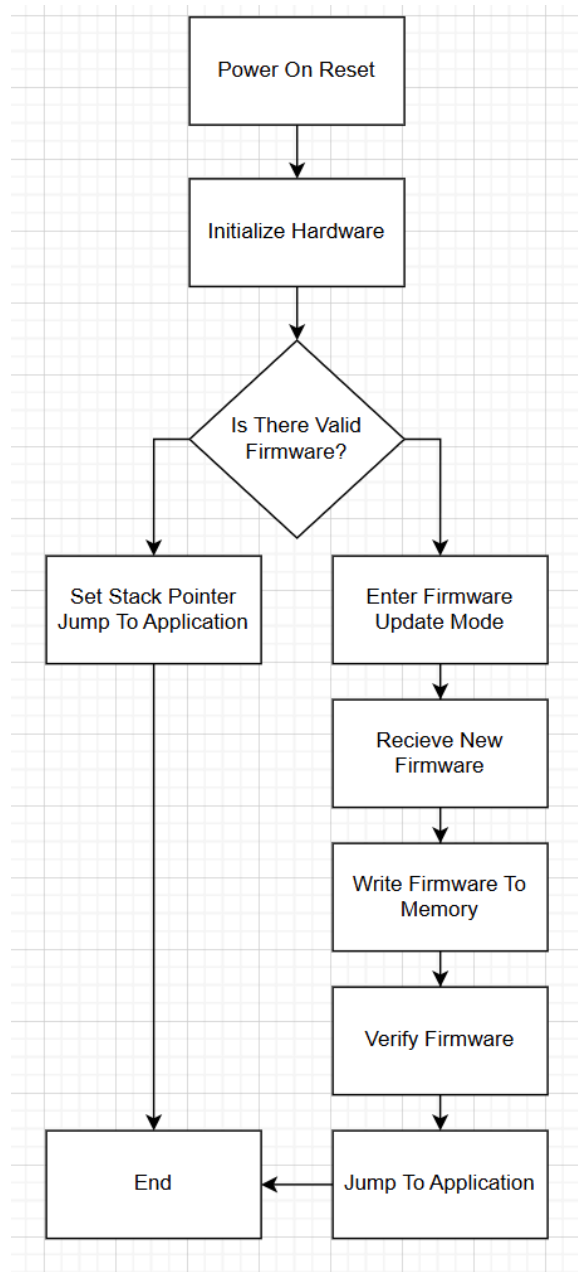 Power On Reset
Initialize Hardware
Is There Valid
Firmware?
Set Stack Pointer
Jump To Application
Enter Firmware
Update Mode
Recieve New
Firmware
Write Firmware To
Memory
Verify Firmware
End
Jump To Application